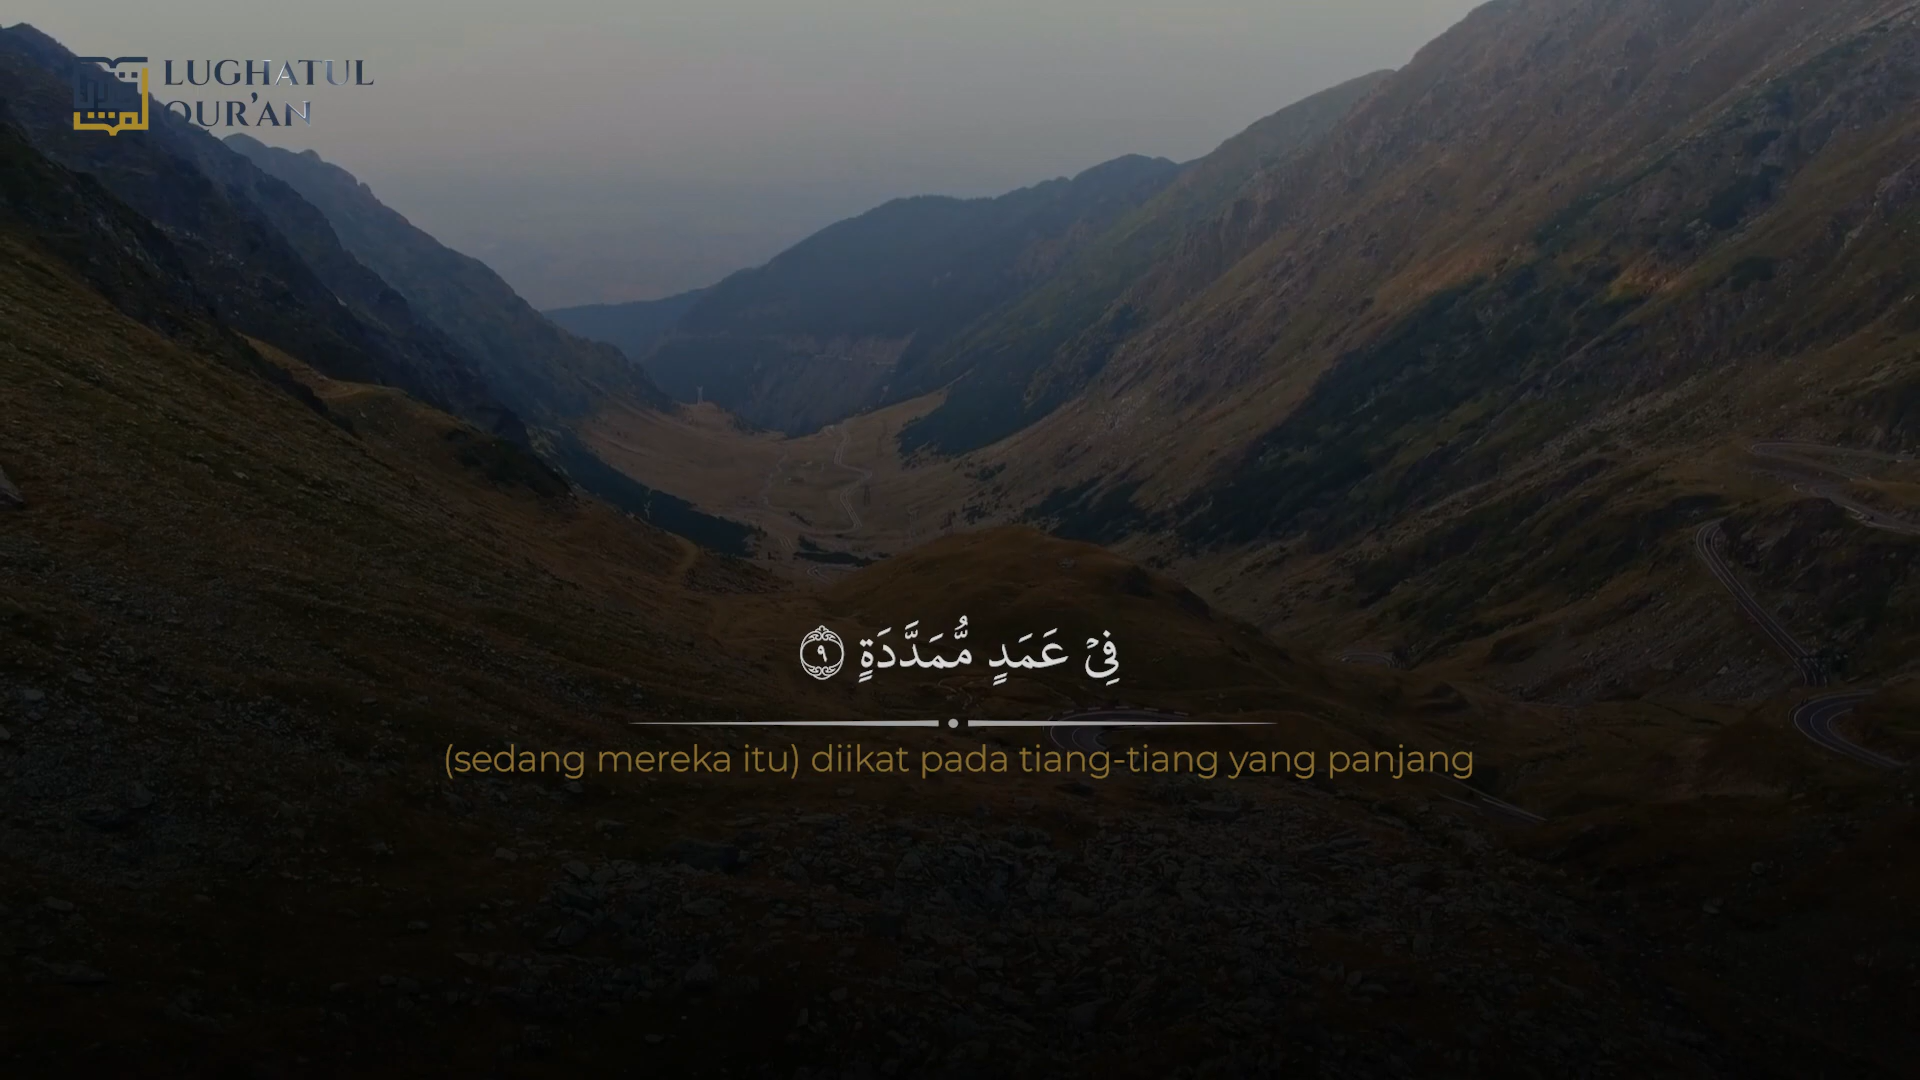 LUGHATUL
QUR'AN
فِيْ عَمَدٍ مُّمَدَّدَةٍ ۝٩
(sedang mereka itu) diikat pada tiang-tiang yang panjang